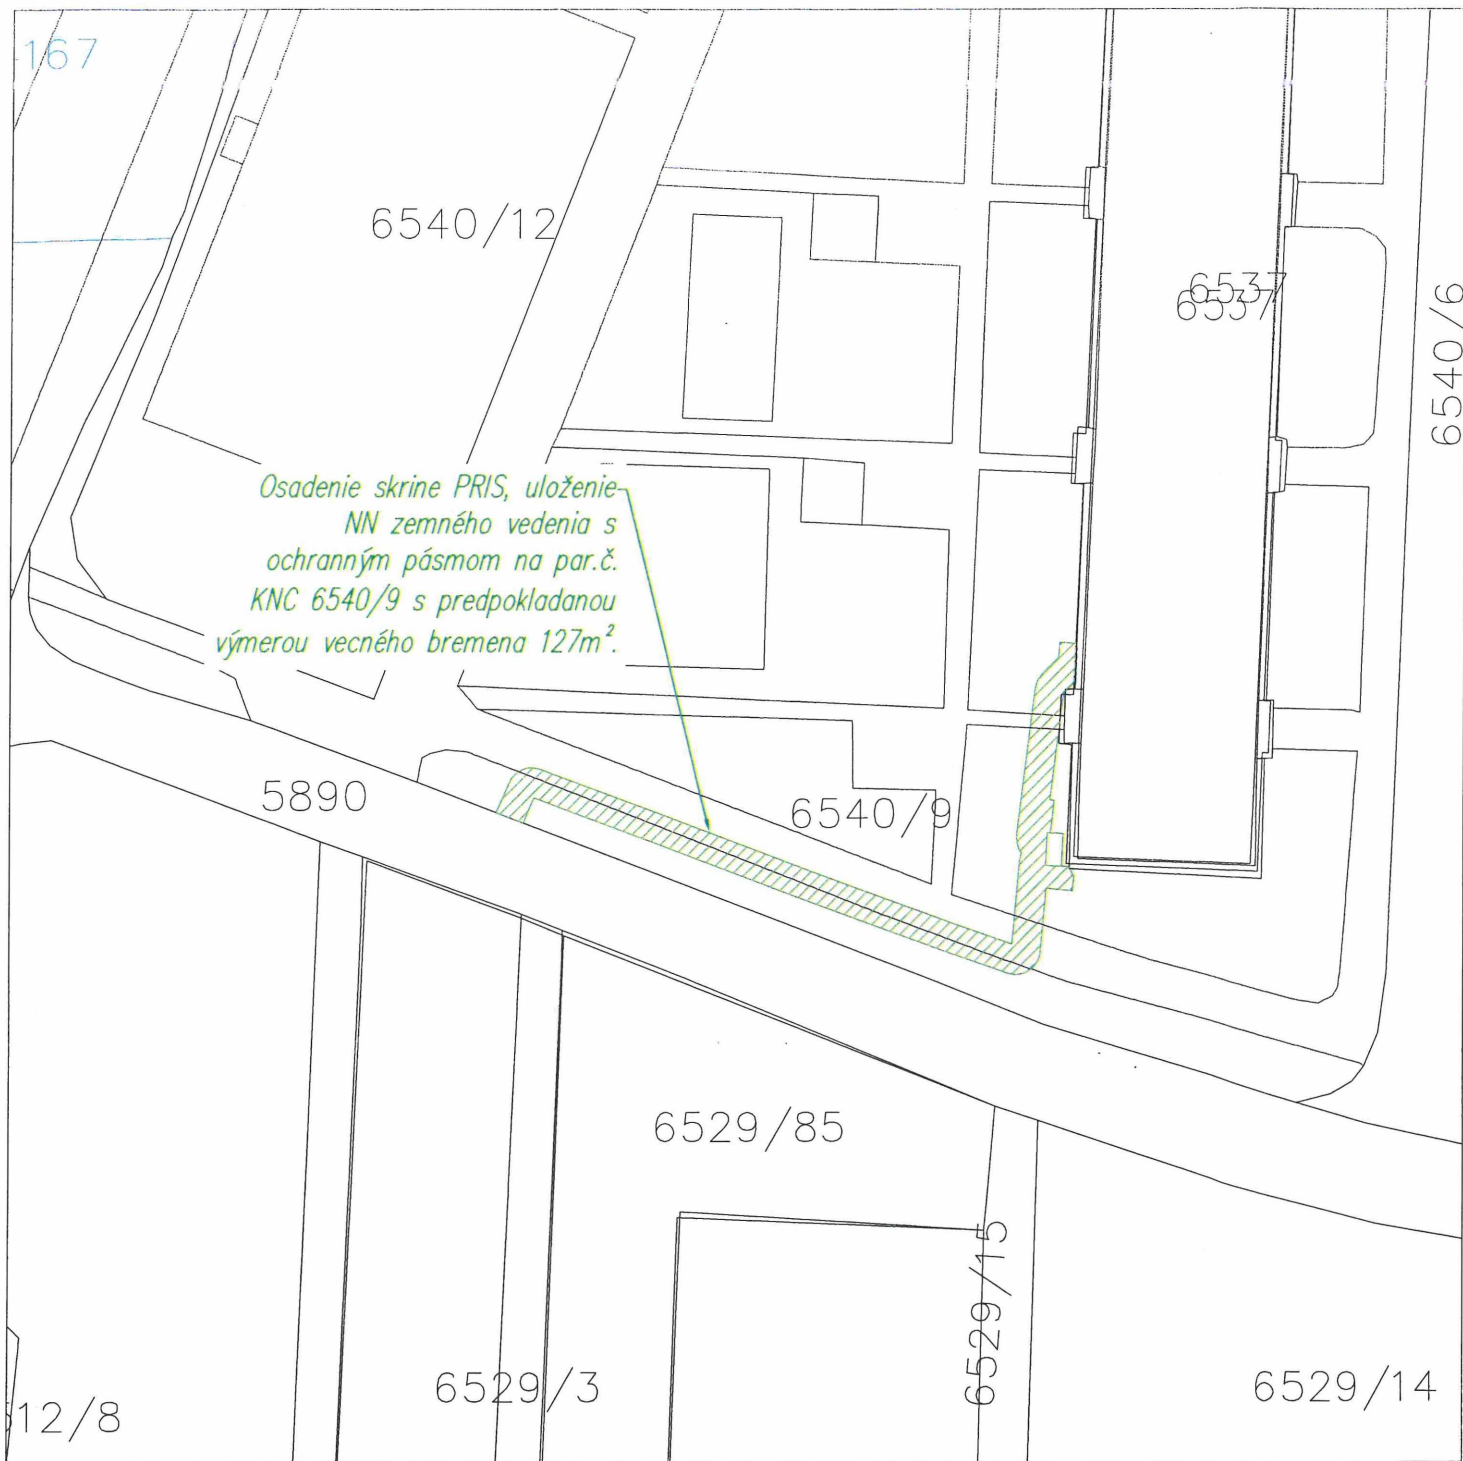 167
6540/12
6537
6537
6540/6
Osadenie skrine PRIS, uloženie
NN zemného vedenia s
ochranným pásmom na par.č.
KNC 6540/9 s predpokladanou
výmerou vecného bremena 127m².
5890
6540/9
6529/85
6529/15
6529/3
6529/14
12/8